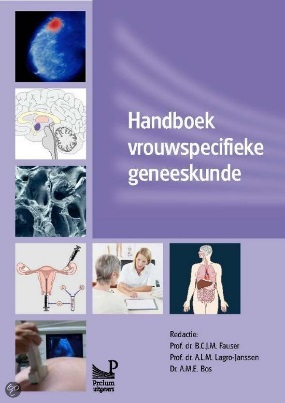 Handboek
vrouwspecifieke
geneeskunde
Redactie:
Prof. dr. B.C.J.M. Fauser
Prof. dr. A.L.M. Lagro-Janssen
Dr. A.M.E. Bos
Prelum
uitgevers